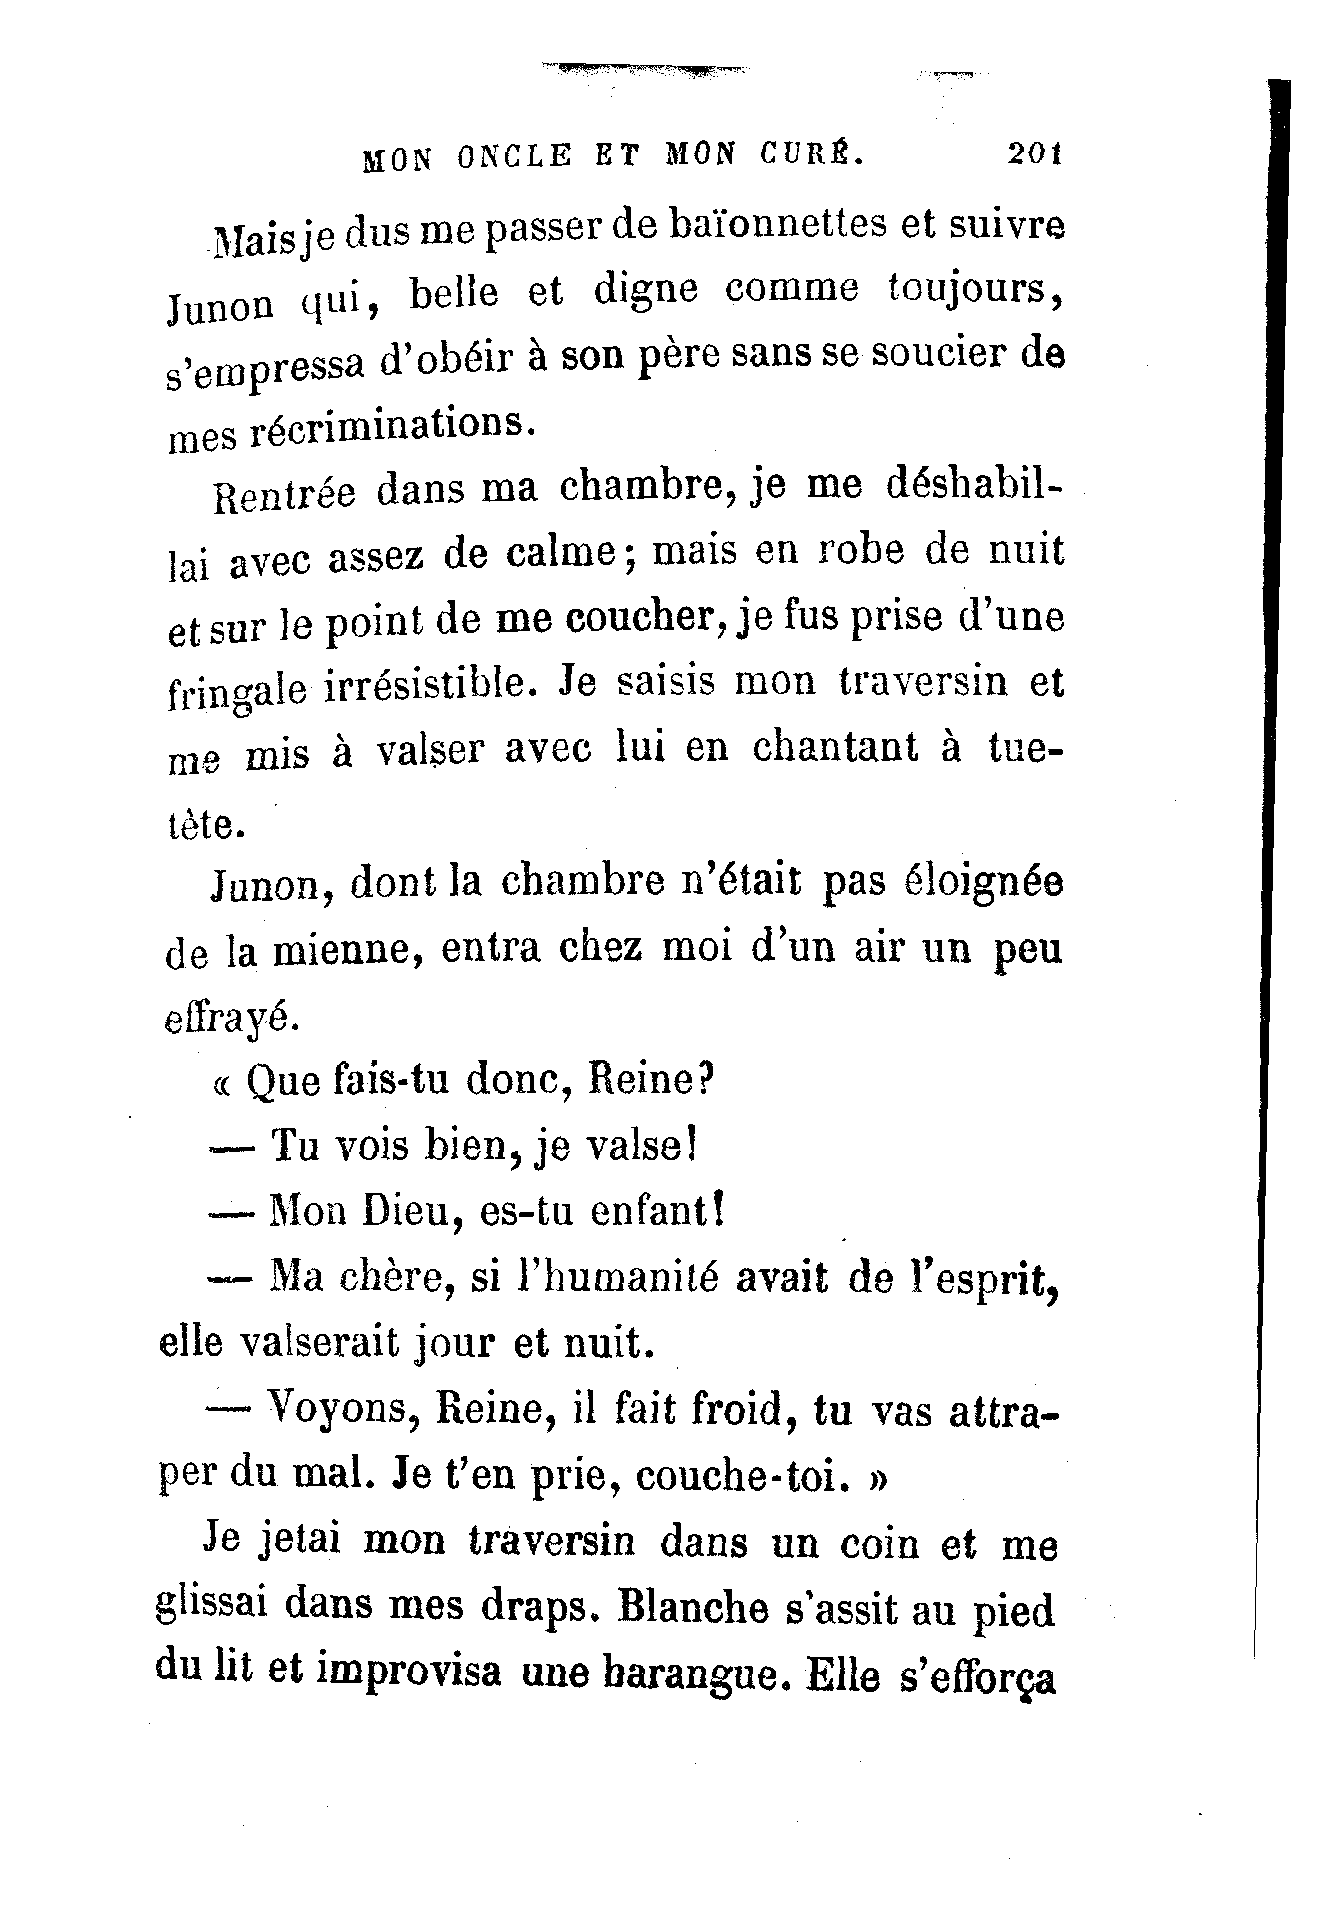 MON ONCLE ET MON CURÉ. 201
Mais je dus me passer de baïonnettes et suivre
Junon qui, belle et digne comme toujours,
s'empressa d'obéir à son père sans se soucier de
mes récriminations.
Rentrée dans ma chambre, je me déshabil-
lai avec assez de calme; mais en robe de nuit
et sur le point de me coucher, je fus prise d'une
fringale irrésistible. Je saisis mon traversin et
me mis à valser avec lui en chantant à tue-
tête.
Junon, dont la chambre n'était pas éloignée
de la mienne, entra chez moi d'un air un peu
effrayé.
« Que fais-tu donc, Reine?
— Tu vois bien, je valse!
— Mon Dieu, es-tu enfant!
— Ma chère, si l'humanité avait de l'esprit,
elle valserait jour et nuit.
— Voyons, Reine, il fait froid, tu vas attra-
per du mal. Je t'en prie, couche-toi. »
Je jetai mon traversin dans un coin et me
glissai dans mes draps. Blanche s'assit au pied
du lit et improvisa une harangue. Elle s'efforça